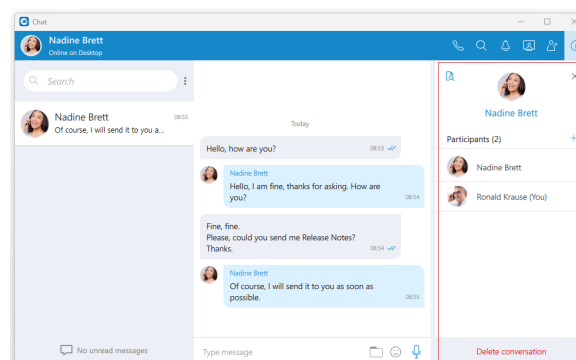 Chat
Nadine Brett
Online on Desktop
Search
Nadine Brett
08:55
Of course, I will send it to you a...
No unread messages
Today
Hello, how are you?
08:53
Nadine Brett
Hello, I am fine, thanks for asking. How are
you?
08:54
Fine, fine.
Please, could you send me Release Notes?
Thanks.
08:54
Nadine Brett
Of course, I will send it to you as soon as
possible.
08:55
Type message
Nadine Brett
Participants (2)
Nadine Brett
Ronald Krause (You)
Delete conversation